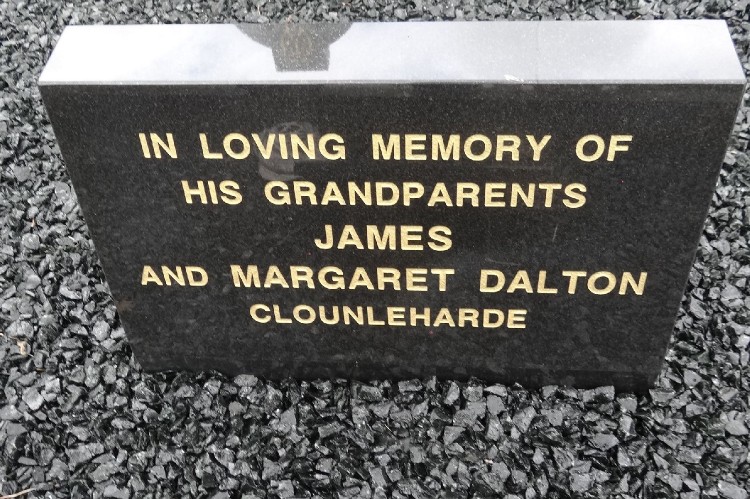 IN LOVING MEMORY OF
HIS GRANDPARENTS
JAMES
AND MARGARET DALTON
CLOUNLEHARDE